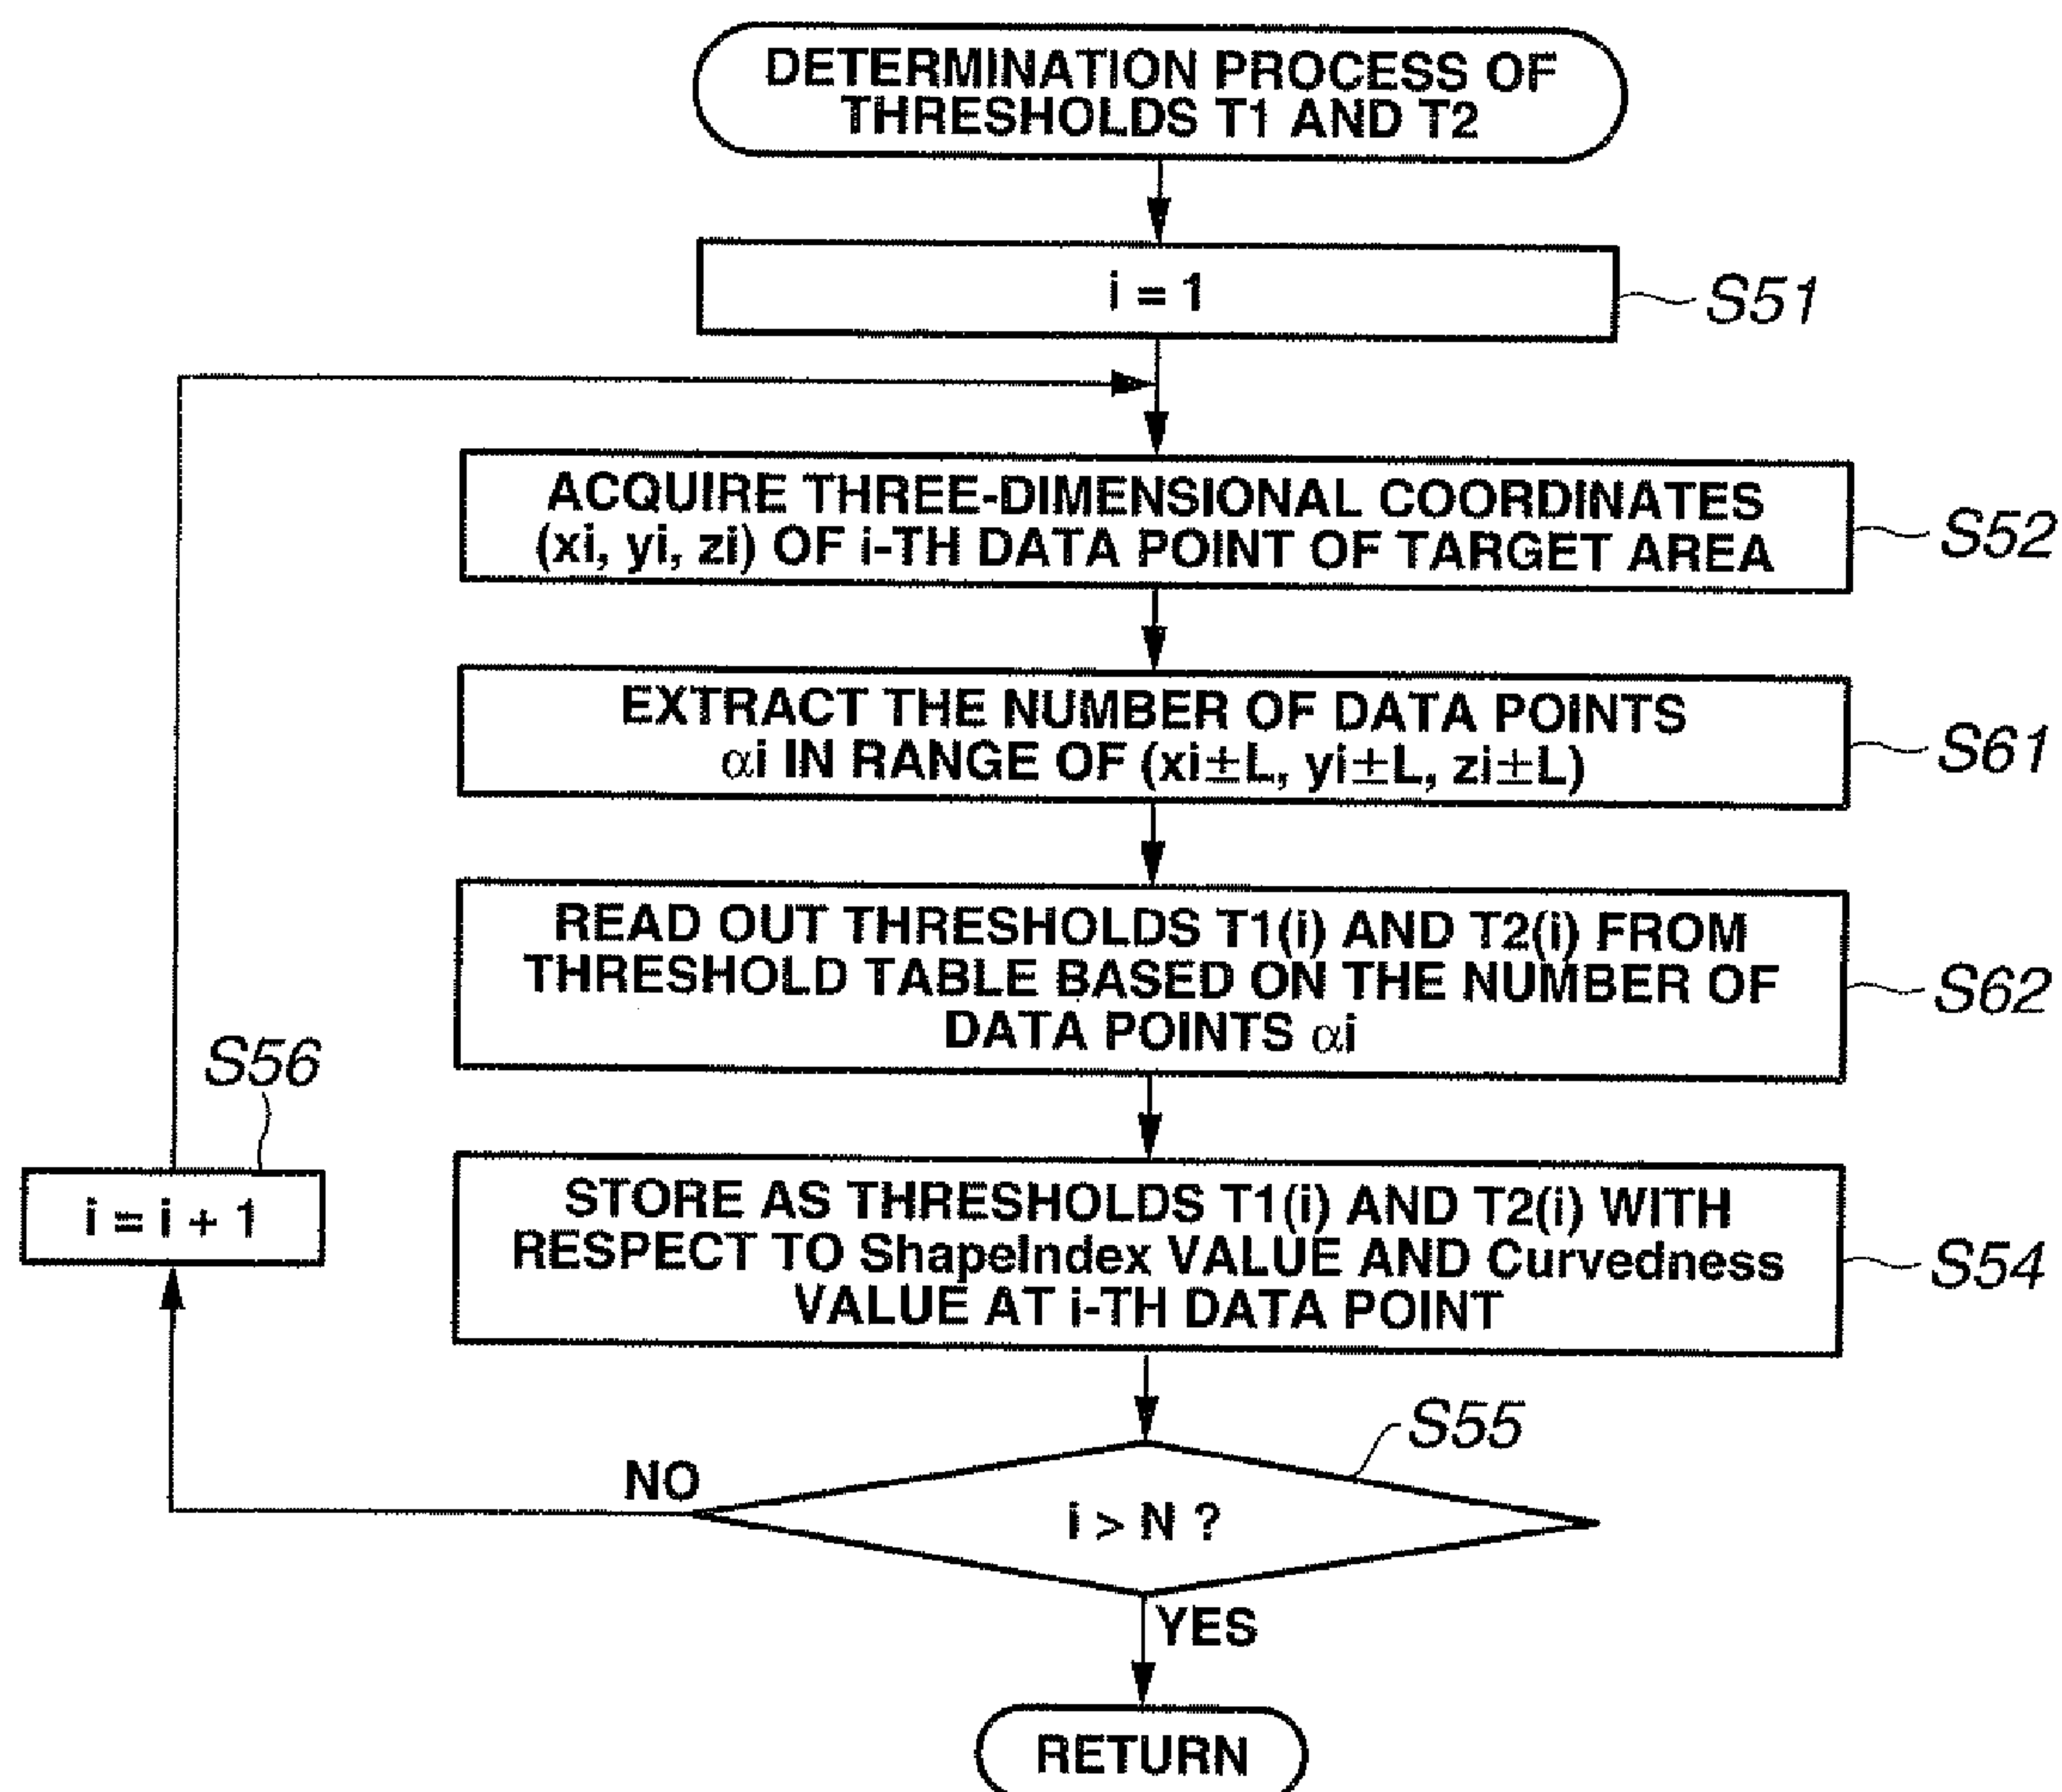 DETERMINATION PROCESS OF
THRESHOLDS T1 AND T2
i = 1
S51
ACQUIRE THREE-DIMENSIONAL COORDINATES
(xi, yi, zi) OF i-TH DATA POINT OF TARGET AREA
S52
EXTRACT THE NUMBER OF DATA POINTS
αi IN RANGE OF (xi±L, yi±L, zi±L)
S61
READ OUT THRESHOLDS T1(i) AND T2(i) FROM
THRESHOLD TABLE BASED ON THE NUMBER OF
DATA POINTS αi
S62
S56
i = i + 1
STORE AS THRESHOLDS T1(i) AND T2(i) WITH
RESPECT TO ShapeIndex VALUE AND Curvedness
VALUE AT i-TH DATA POINT
S54
S55
NO
i > N ?
YES
RETURN